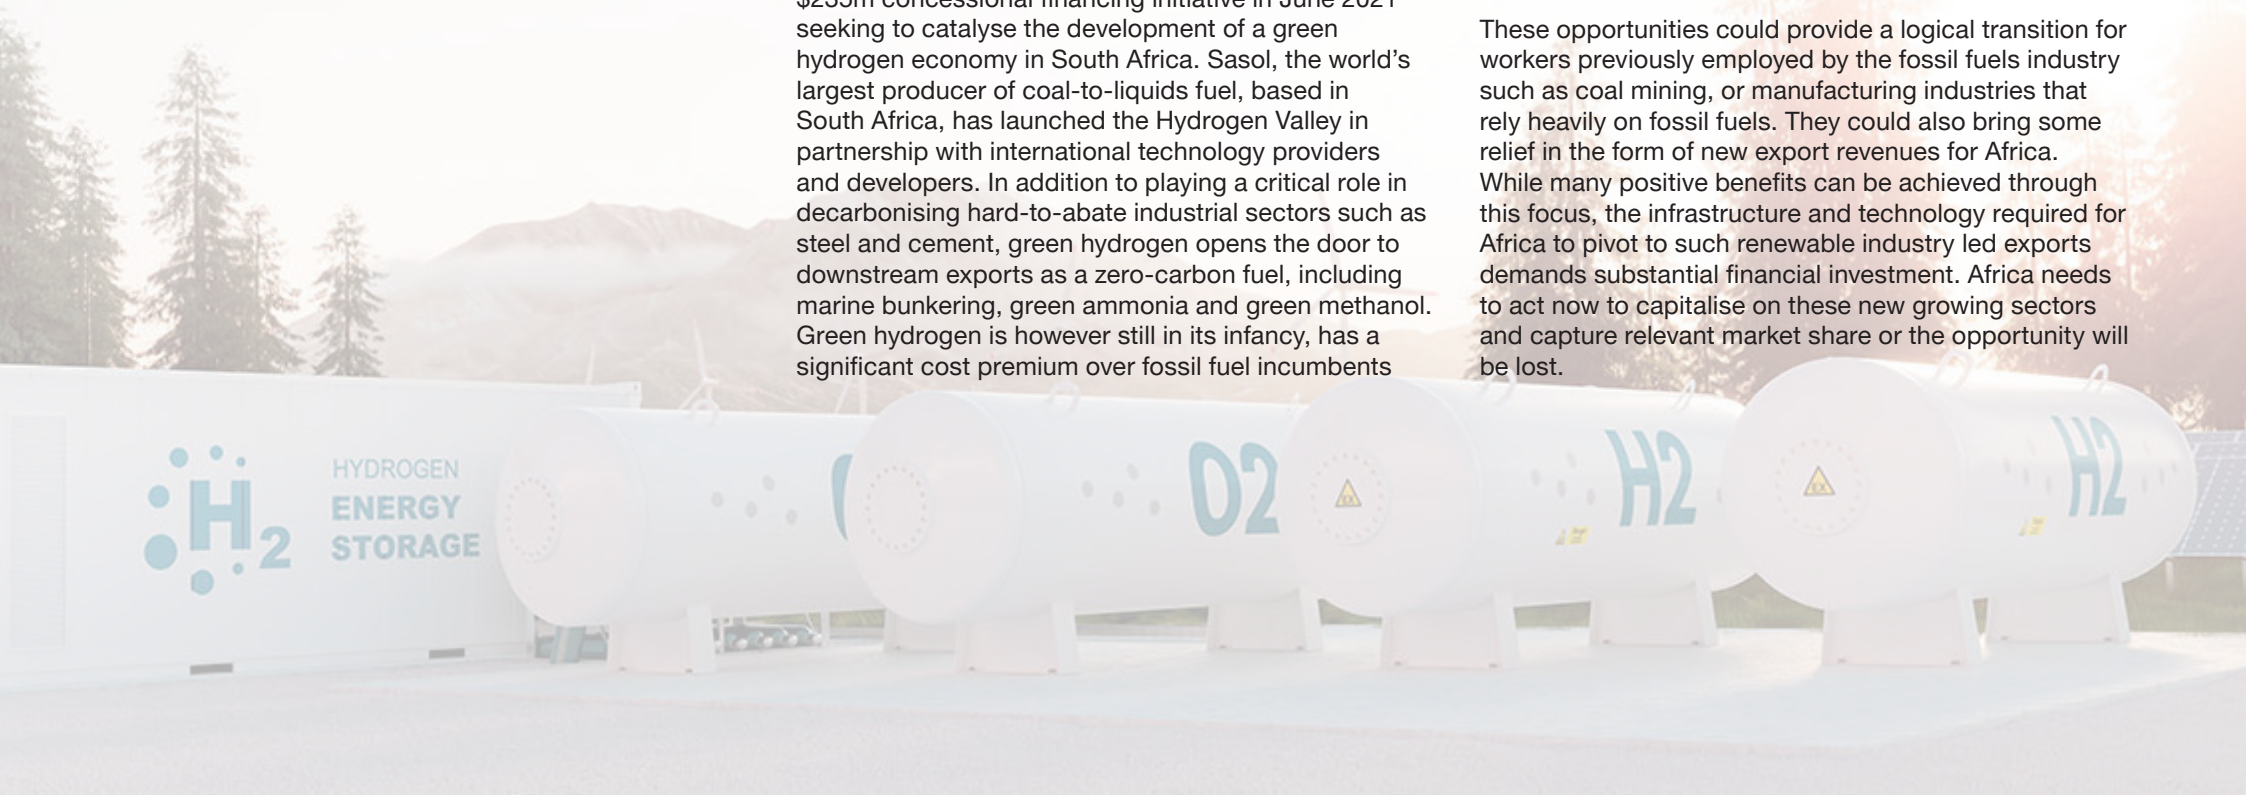 $235m concessional financing initiative in June 2021
seeking to catalyse the development of a green
hydrogen economy in South Africa. Sasol, the world's
largest producer of coal-to-liquids fuel, based in
South Africa, has launched the Hydrogen Valley in
partnership with international technology providers
and developers. In addition to playing a critical role in
decarbonising hard-to-abate industrial sectors such as
steel and cement, green hydrogen opens the door to
downstream exports as a zero-carbon fuel, including
marine bunkering, green ammonia and green methanol.
Green hydrogen is however still in its infancy, has a
significant cost premium over fossil fuel incumbents
These opportunities could provide a logical transition for
workers previously employed by the fossil fuels industry
such as coal mining, or manufacturing industries that
rely heavily on fossil fuels. They could also bring some
relief in the form of new export revenues for Africa.
While many positive benefits can be achieved through
this focus, the infrastructure and technology required for
Africa to pivot to such renewable industry led exports
demands substantial financial investment. Africa needs
to act now to capitalise on these new growing sectors
and capture relevant market share or the opportunity will
be lost.
H2
HYDROGEN
ENERGY
STORAGE
O2
EX
H2
EX
H2